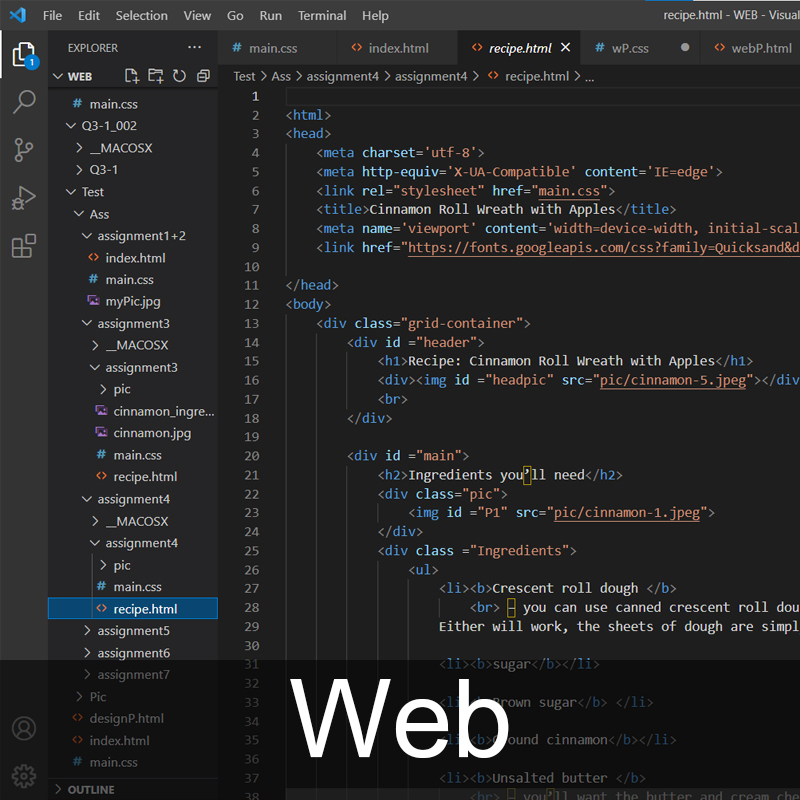 File Edit Selection View Go Run Terminal Help recipe.html - WEB - Visual
EXPLORER ...
# main.css <> index.html <> recipe.html × # wP.css ● <> webP.html
WEB
Test > Ass > assignment4 > assignment4 > <> recipe.html > ...
1
# main.css
Q3-1_002
__MACOSX
Q3-1
Test
Ass
assignment1+2
<> index.html
# main.css
myPic.jpg
assignment3
__MACOSX
assignment3
pic
cinnamon_ingre...
cinnamon.jpg
# main.css
<> recipe.html
assignment4
__MACOSX
assignment4
pic
# main.css
<> recipe.html
assignment5
assignment6
assignment7
Pic
<> designP.html
<> index.html
# main.css
OUTLINE
1
2 <html>
3 <head>
4 <meta charset='utf-8'>
5 <meta http-equiv='X-UA-Compatible' content='IE=edge'>
6 <link rel="stylesheet" href="main.css">
7 <title>Cinnamon Roll Wreath with Apples</title>
8 <meta name='viewport' content='width=device-width, initial-scal
9 <link href="https://fonts.googleapis.com/css?family=Quicksand&d
10
11 </head>
12 <body>
13 <div class="grid-container">
14 <div id ="header">
15 <h1>Recipe: Cinnamon Roll Wreath with Apples</h1>
16 <div><img id ="headpic" src="pic/cinnamon-5.jpeg"></div
17 <br>
18 </div>
19
20 <div id ="main">
21 <h2>Ingredients you’ll need</h2>
22 <div class="pic">
23 <img id ="P1" src="pic/cinnamon-1.jpeg">
24 </div>
25 <div class ="Ingredients">
26 <ul>
27 <li><b>Crescent roll dough </b>
28 <br> – you can use canned crescent roll dou
29 Either will work, the sheets of dough are simpl
30
31 <li><b>sugar</b></li>
32
33 <li><b>Brown sugar</b> </li>
34
35 <li><b>Ground cinnamon</b></li>
36
37 <li><b>Unsalted butter </b>
38 <br> – you’ll want the butter and cream che
Web